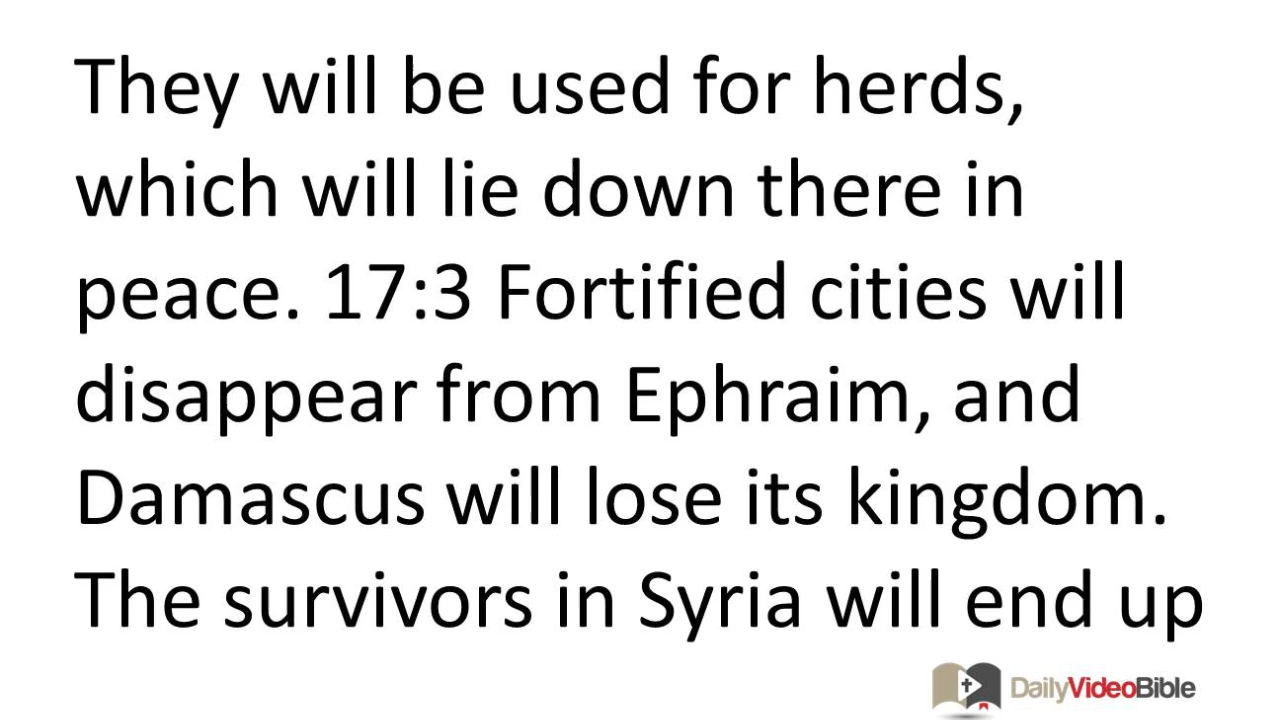 They will be used for herds,
which will lie down there in
peace. 17:3 Fortified cities will
disappear from Ephraim, and
Damascus will lose its kingdom.
The survivors in Syria will end up
DailyVideoBible